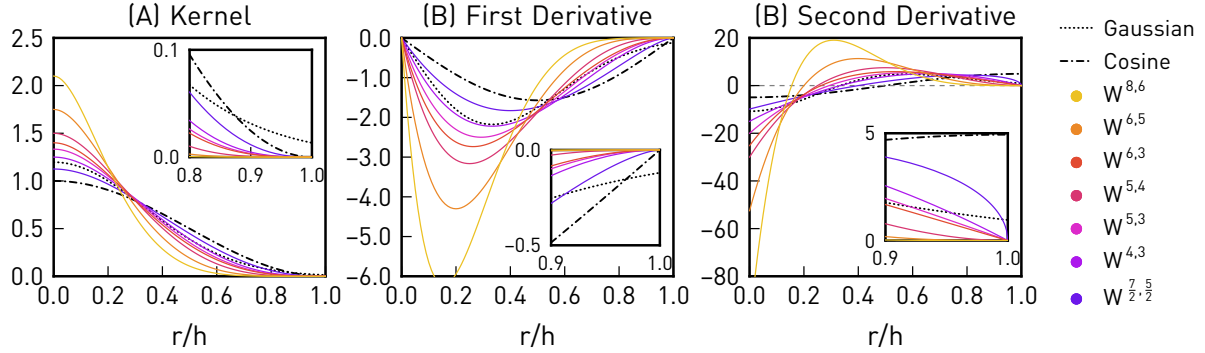 (A) Kernel
2.5
2.0
1.5
1.0
0.5
0.0
0.0 0.2 0.4 0.6 0.8 1.0
r/h
0.1
0.0
0.8 0.9 1.0
(B) First Derivative
0.0
−1.0
−2.0
−3.0
−4.0
−5.0
−6.0
0.0 0.2 0.4 0.6 0.8 1.0
r/h
0.0
−0.5
0.9 1.0
(B) Second Derivative
20
0
−20
−40
−60
−80
0.0 0.2 0.4 0.6 0.8 1.0
r/h
5
0
0.9 1.0
Gaussian
Cosine
W^8,6
W^6,5
W^6,3
W^5,4
W^5,3
W^4,3
W^7/2,5/2